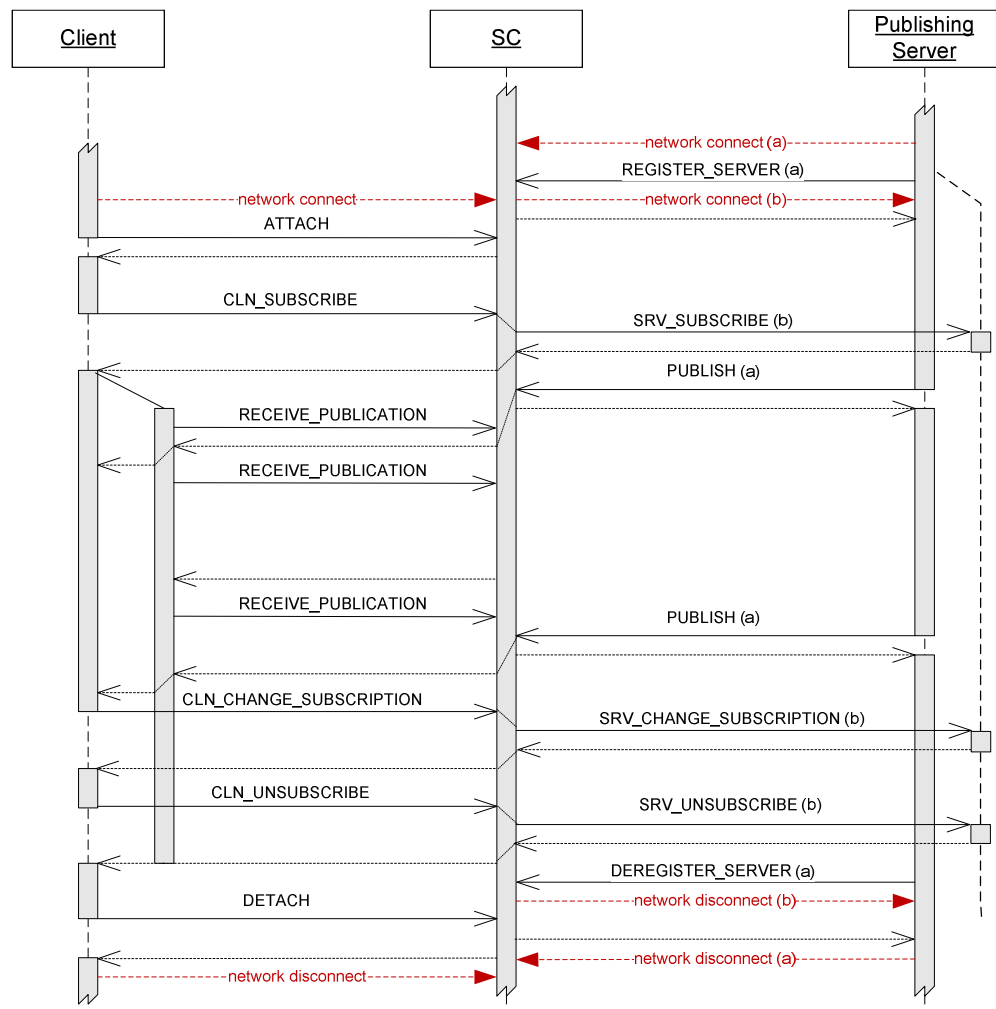 Client
SC
Publishing
Server
network connect (a)
REGISTER_SERVER (a)
network connect
network connect (b)
ATTACH
CLN_SUBSCRIBE
SRV_SUBSCRIBE (b)
PUBLISH (a)
RECEIVE_PUBLICATION
RECEIVE_PUBLICATION
RECEIVE_PUBLICATION
PUBLISH (a)
CLN_CHANGE_SUBSCRIPTION
SRV_CHANGE_SUBSCRIPTION (b)
CLN_UNSUBSCRIBE
SRV_UNSUBSCRIBE (b)
DEREGISTER_SERVER (a)
DETACH
network disconnect (b)
network disconnect (a)
network disconnect